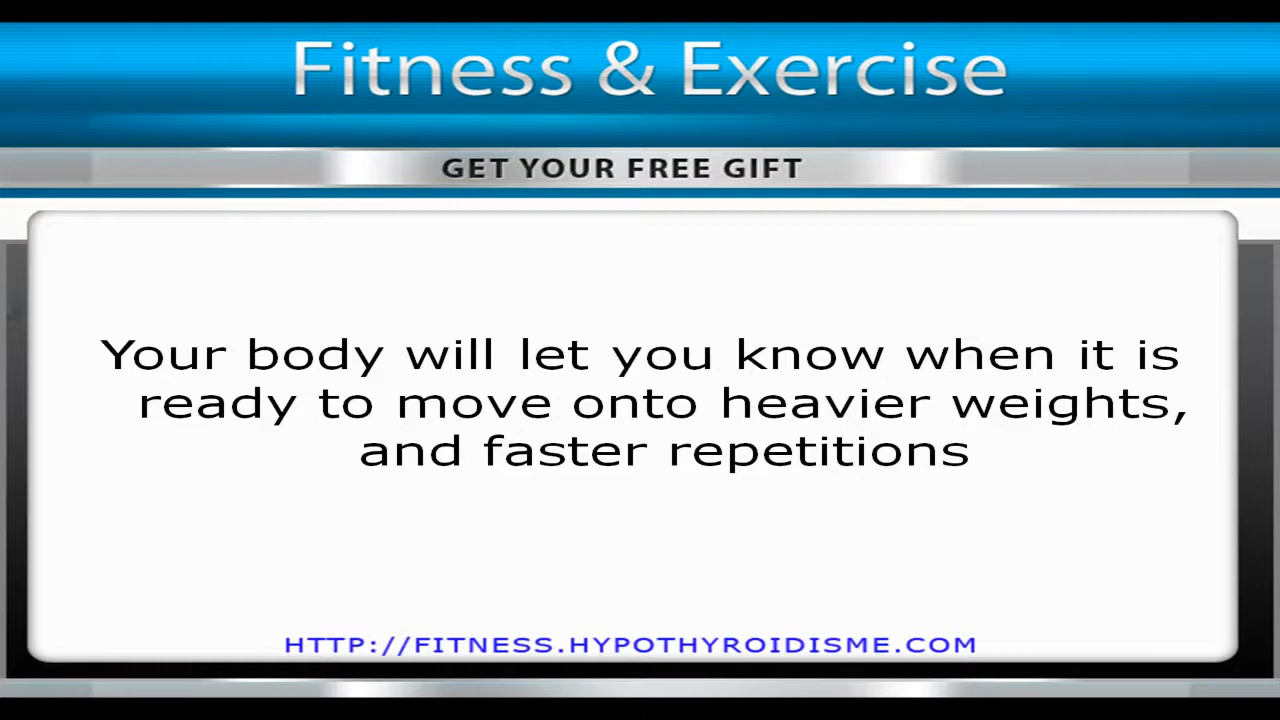 Fitness & Exercise
GET YOUR FREE GIFT
Your body will let you know when it is
ready to move onto heavier weights,
and faster repetitions
HTTP://FITNESS.HYPOTHYROIDISME.COM